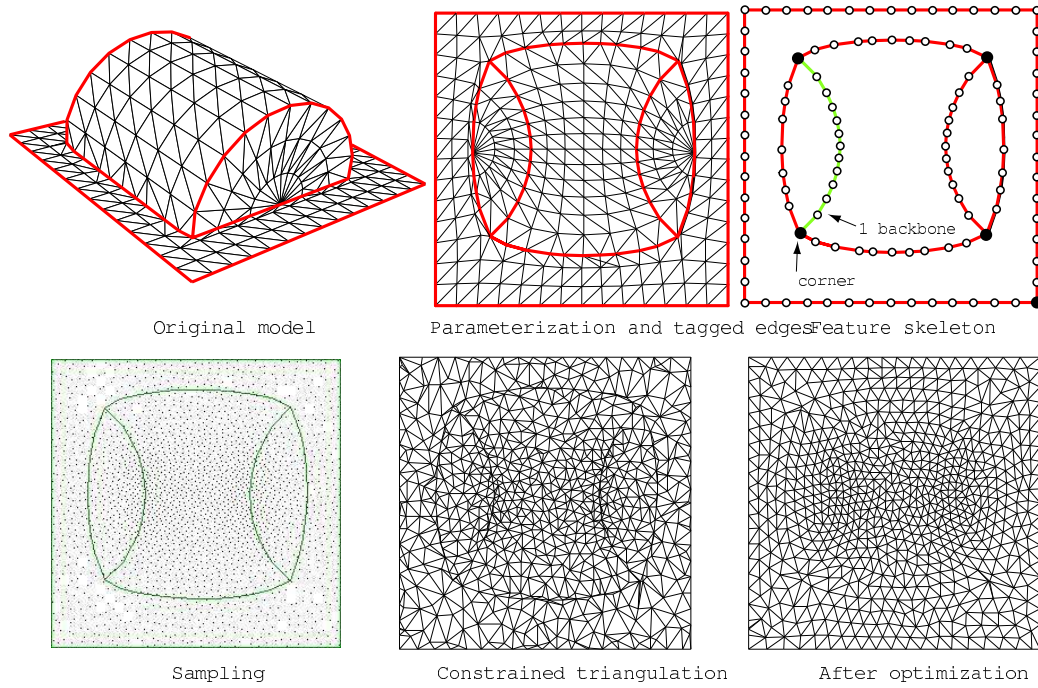 1 backbone
corner
Original model
Parameterization and tagged edges
Feature skeleton
Sampling
Constrained triangulation
After optimization